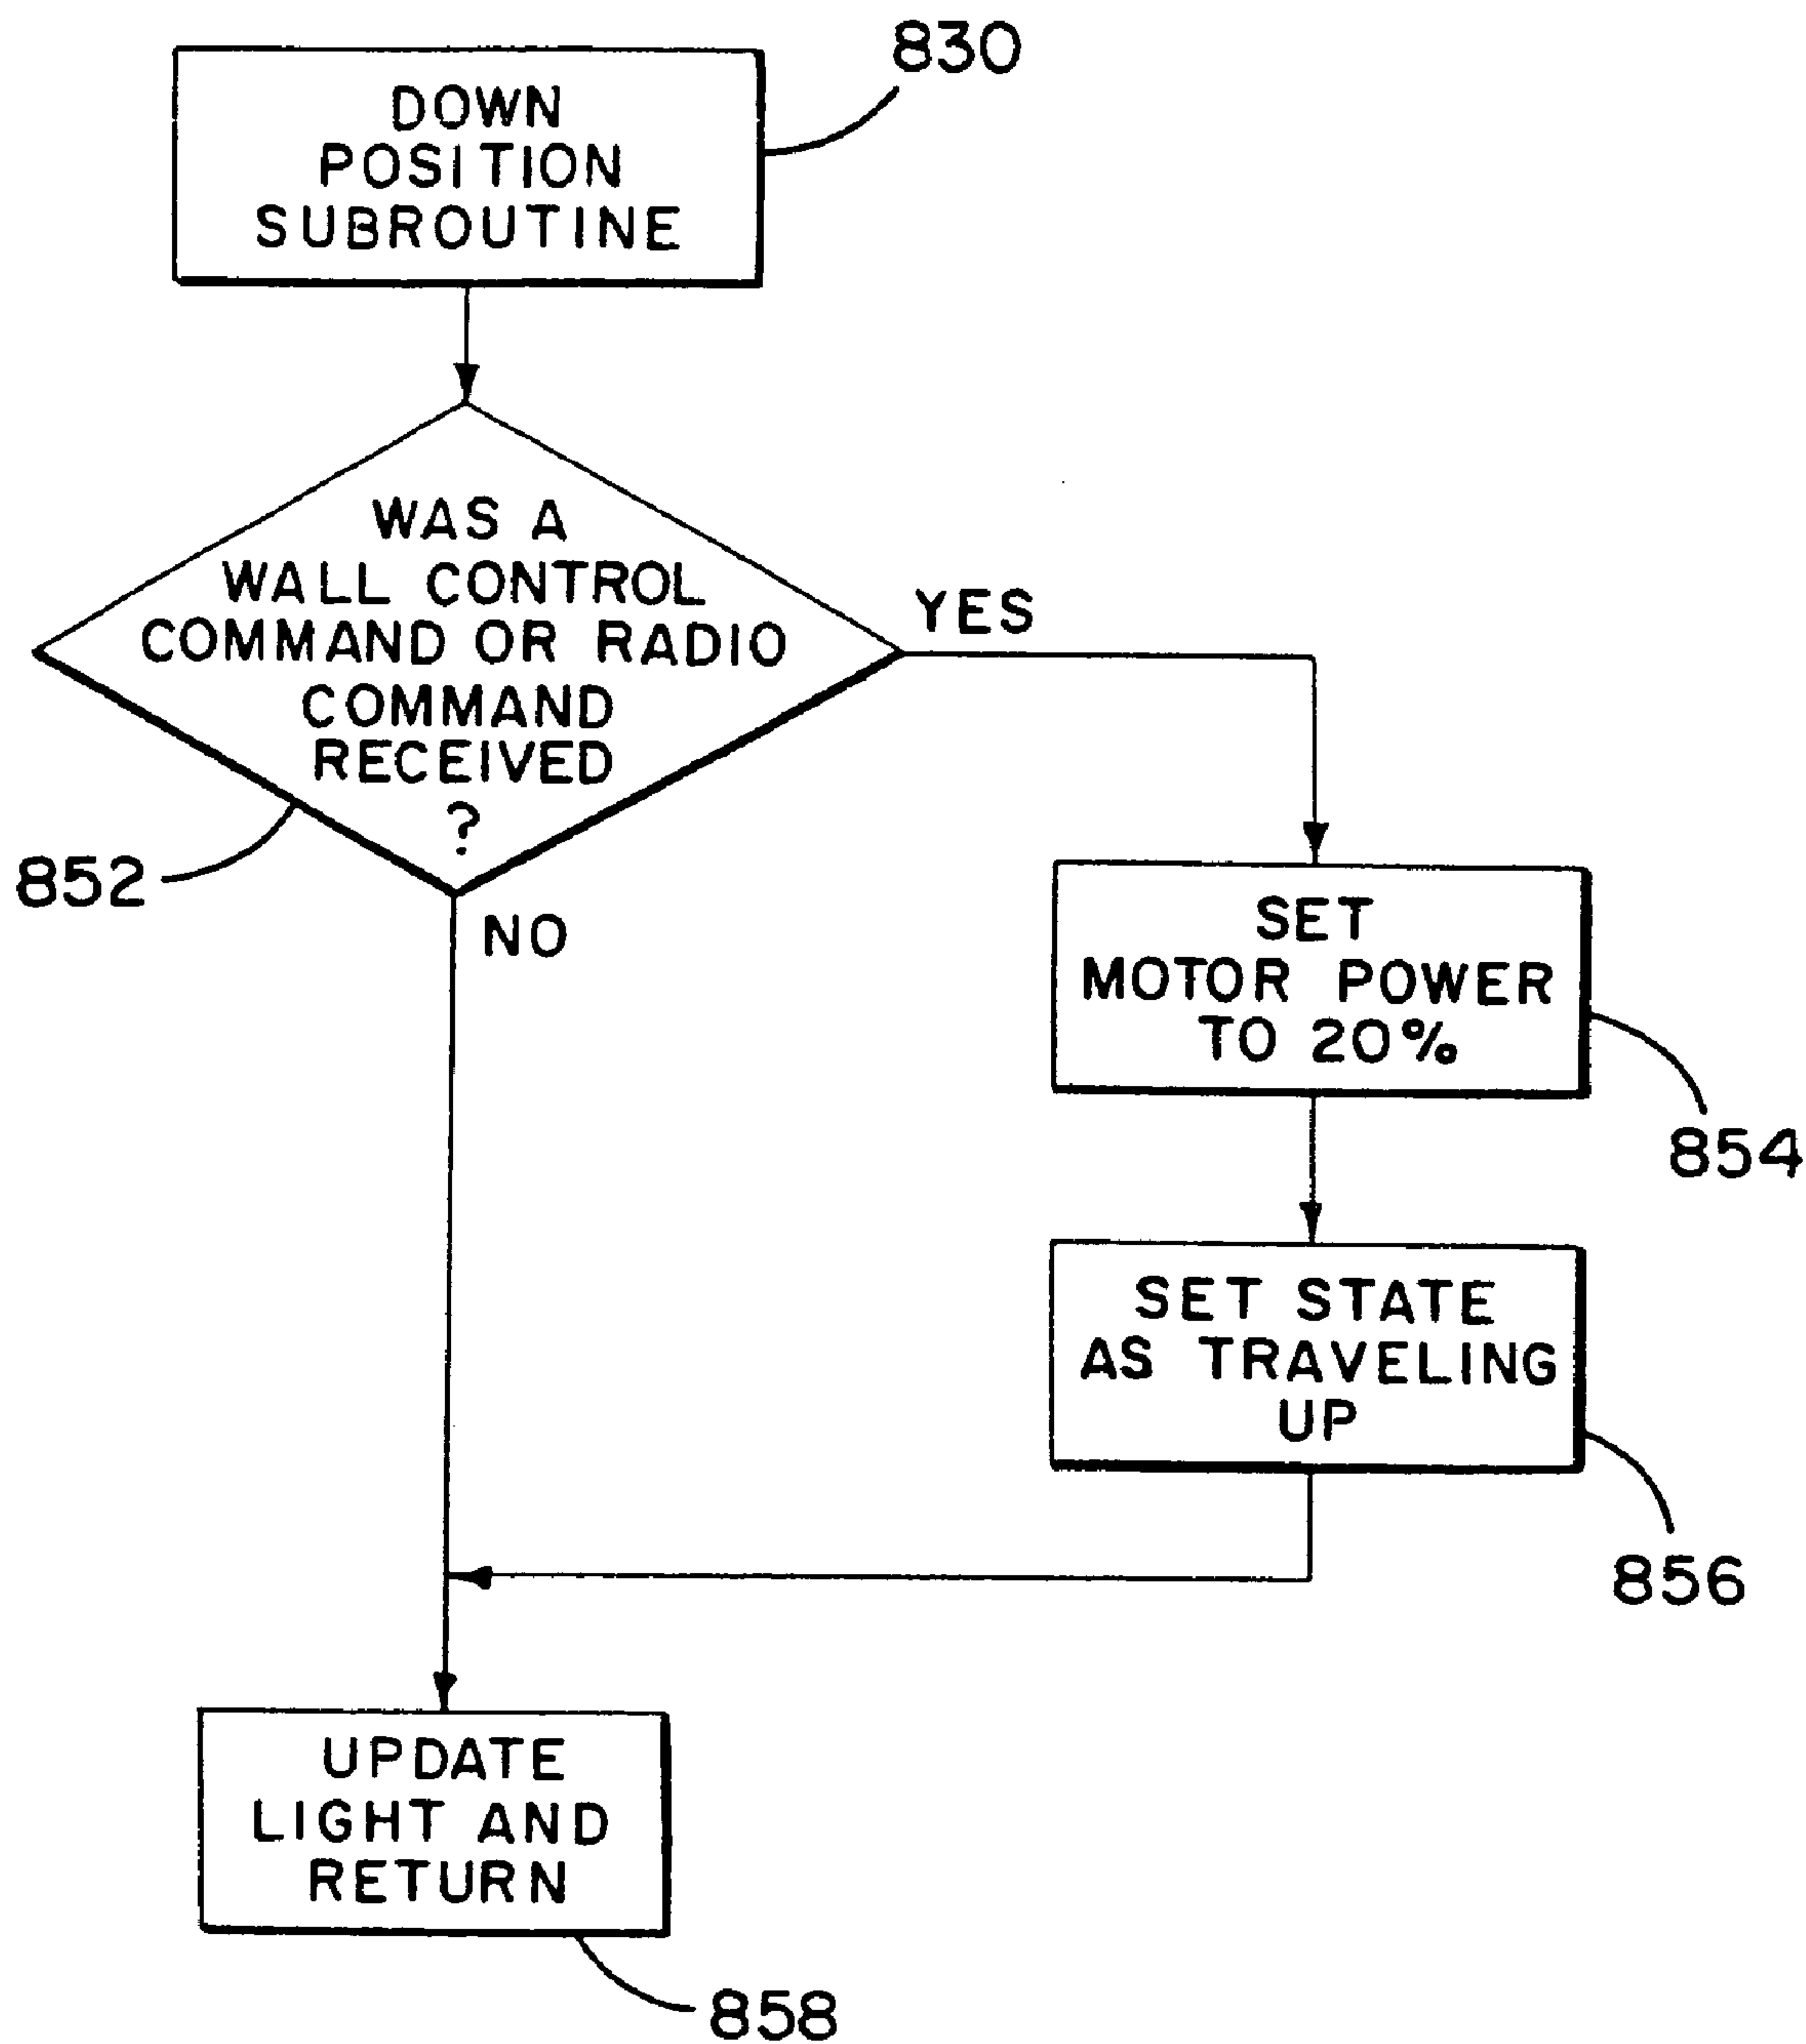 830
DOWN
POSITION
SUBROUTINE
WAS A
WALL CONTROL
COMMAND OR RADIO
COMMAND
RECEIVED
?
YES
852
NO
SET
MOTOR POWER
TO 20%
854
SET STATE
AS TRAVELING
UP
856
UPDATE
LIGHT AND
RETURN
858